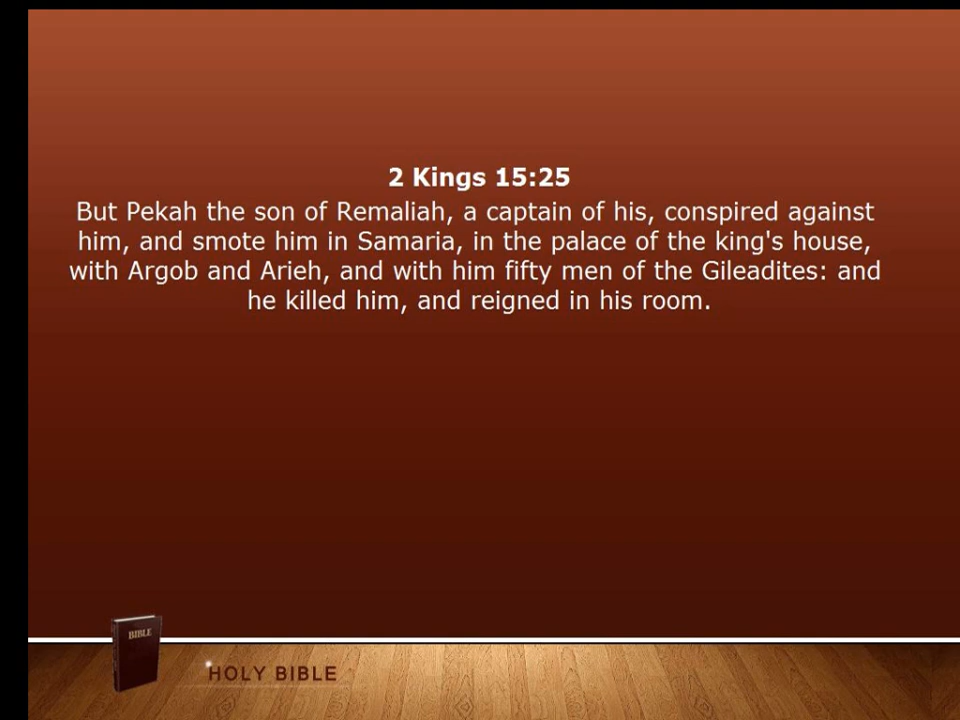 2 Kings 15:25
But Pekah the son of Remaliah, a captain of his, conspired against
him, and smote him in Samaria, in the palace of the king's house,
with Argob and Arieh, and with him fifty men of the Gileadites: and
he killed him, and reigned in his room.
BIBLE
HOLY BIBLE